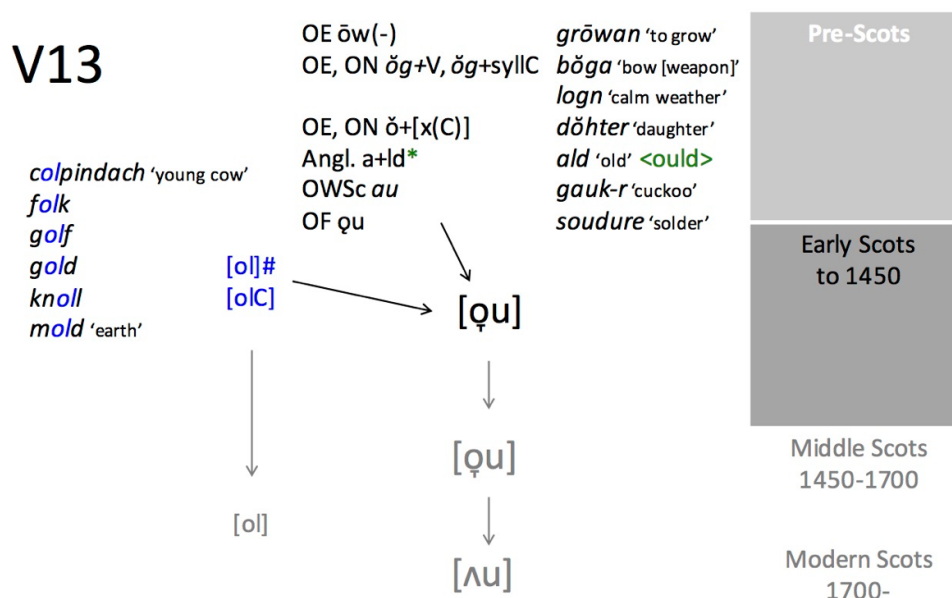 V13
OE ōw(-) grōwan ‘to grow’
OE, ON ŏg+V, ŏg+syllC bŏga ‘bow [weapon]’
logn ‘calm weather’
OE, ON ŏ+[x(C)] dŏhter ‘daughter’
Angl. a+ld* ald ‘old’ <ould>
OWSc au gauk-r ‘cuckoo’
OF ǫu soudure ‘solder’
Pre-Scots
colpindach ‘young cow’
folk
golf
gold [ol]#
knoll [olC]
mold ‘earth’
[o̞u]
Early Scots
to 1450
[o̞u]
Middle Scots
1450-1700
[ol]
[ʌu]
Modern Scots
1700-